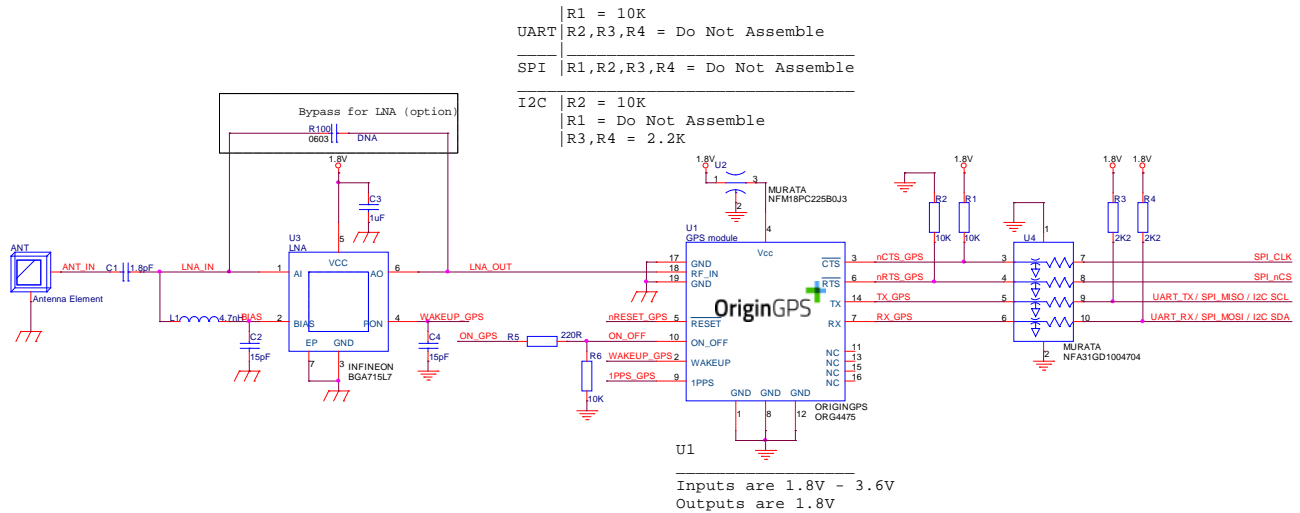 |R1 = 10K
UART |R2,R3,R4 = Do Not Assemble
SPI |R1,R2,R3,R4 = Do Not Assemble
I2C |R2 = 10K
|R1 = Do Not Assemble
|R3,R4 = 2.2K
Bypass for LNA (option)
R100
0603
DNA
1.8V
C3
1uF
U3
LNA
5
VCC
1 AI
AO 6
2 BIAS
PON 4
EP GND
7
3
INFINEON
BGA715L7
ANT
ANT_IN
Antenna Element
C1 1.8pF
LNA_IN
L1 4.7nH
BIAS
C2
15pF
LNA_OUT
WAKEUP_GPS
C4
15pF
ON_GPS
R5 220R
ON_OFF
R6
10K
1.8V
U2
1 3
2
MURATA
NFM18PC225B0J3
U1
GPS module
4
Vcc
17 GND
18 RF_IN
19 GND
OriginGPS
nRESET_GPS 5 RESET
10 ON_OFF
WAKEUP_GPS 2 WAKEUP
1PPS_GPS 9 1PPS
CTS 3 nCTS_GPS
RTS 6 nRTS_GPS
TX 14 TX_GPS
RX 7 RX_GPS
NC 11
NC 13
NC 15
NC 16
GND GND GND
1 8 12
ORIGINGPS
ORG4475
1.8V
R2
10K
R1
10K
U4
1
3 7
4 8
5 9
6 10
2
MURATA
NFA31GD1004704
1.8V 1.8V
R3
2K2
R4
2K2
SPI_CLK
SPI_nCS
UART_TX / SPI_MISO / I2C SCL
UART_RX / SPI_MOSI / I2C SDA
U1
Inputs are 1.8V - 3.6V
Outputs are 1.8V